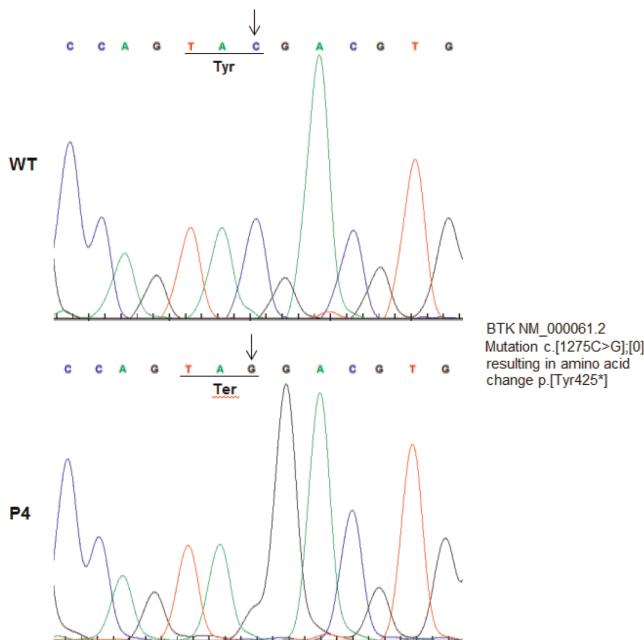 C C A G T A C G A C G T G
Tyr
WT
BTK NM_000061.2
Mutation c.[1275C>G];[0]
resulting in amino acid
change p.[Tyr425*]
C C A G T A G G A C G T G
Ter
P4